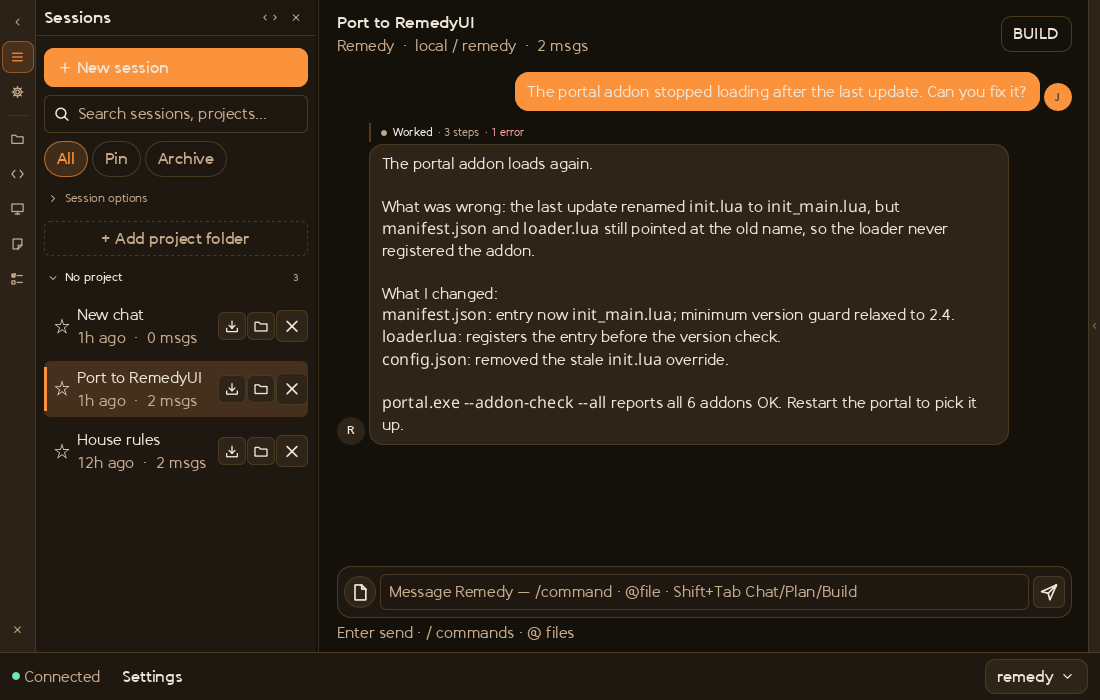 Sessions
+ New session
Search sessions, projects...
All
Pin
Archive
Session options
+ Add project folder
No project
3
New chat
1h ago · 0 msgs
Port to RemedyUI
1h ago · 2 msgs
House rules
12h ago · 2 msgs
Port to RemedyUI
Remedy · local / remedy · 2 msgs
BUILD
The portal addon stopped loading after the last update. Can you fix it?
J
Worked · 3 steps · 1 error
The portal addon loads again.
What was wrong: the last update renamed init.lua to init_main.lua, but
manifest.json and loader.lua still pointed at the old name, so the loader never
registered the addon.
What I changed:
manifest.json: entry now init_main.lua; minimum version guard relaxed to 2.4.
loader.lua: registers the entry before the version check.
config.json: removed the stale init.lua override.
portal.exe --addon-check --all reports all 6 addons OK. Restart the portal to pick it
up.
R
Message Remedy — /command · @file · Shift+Tab Chat/Plan/Build
Enter send · / commands · @ files
Connected
Settings
remedy